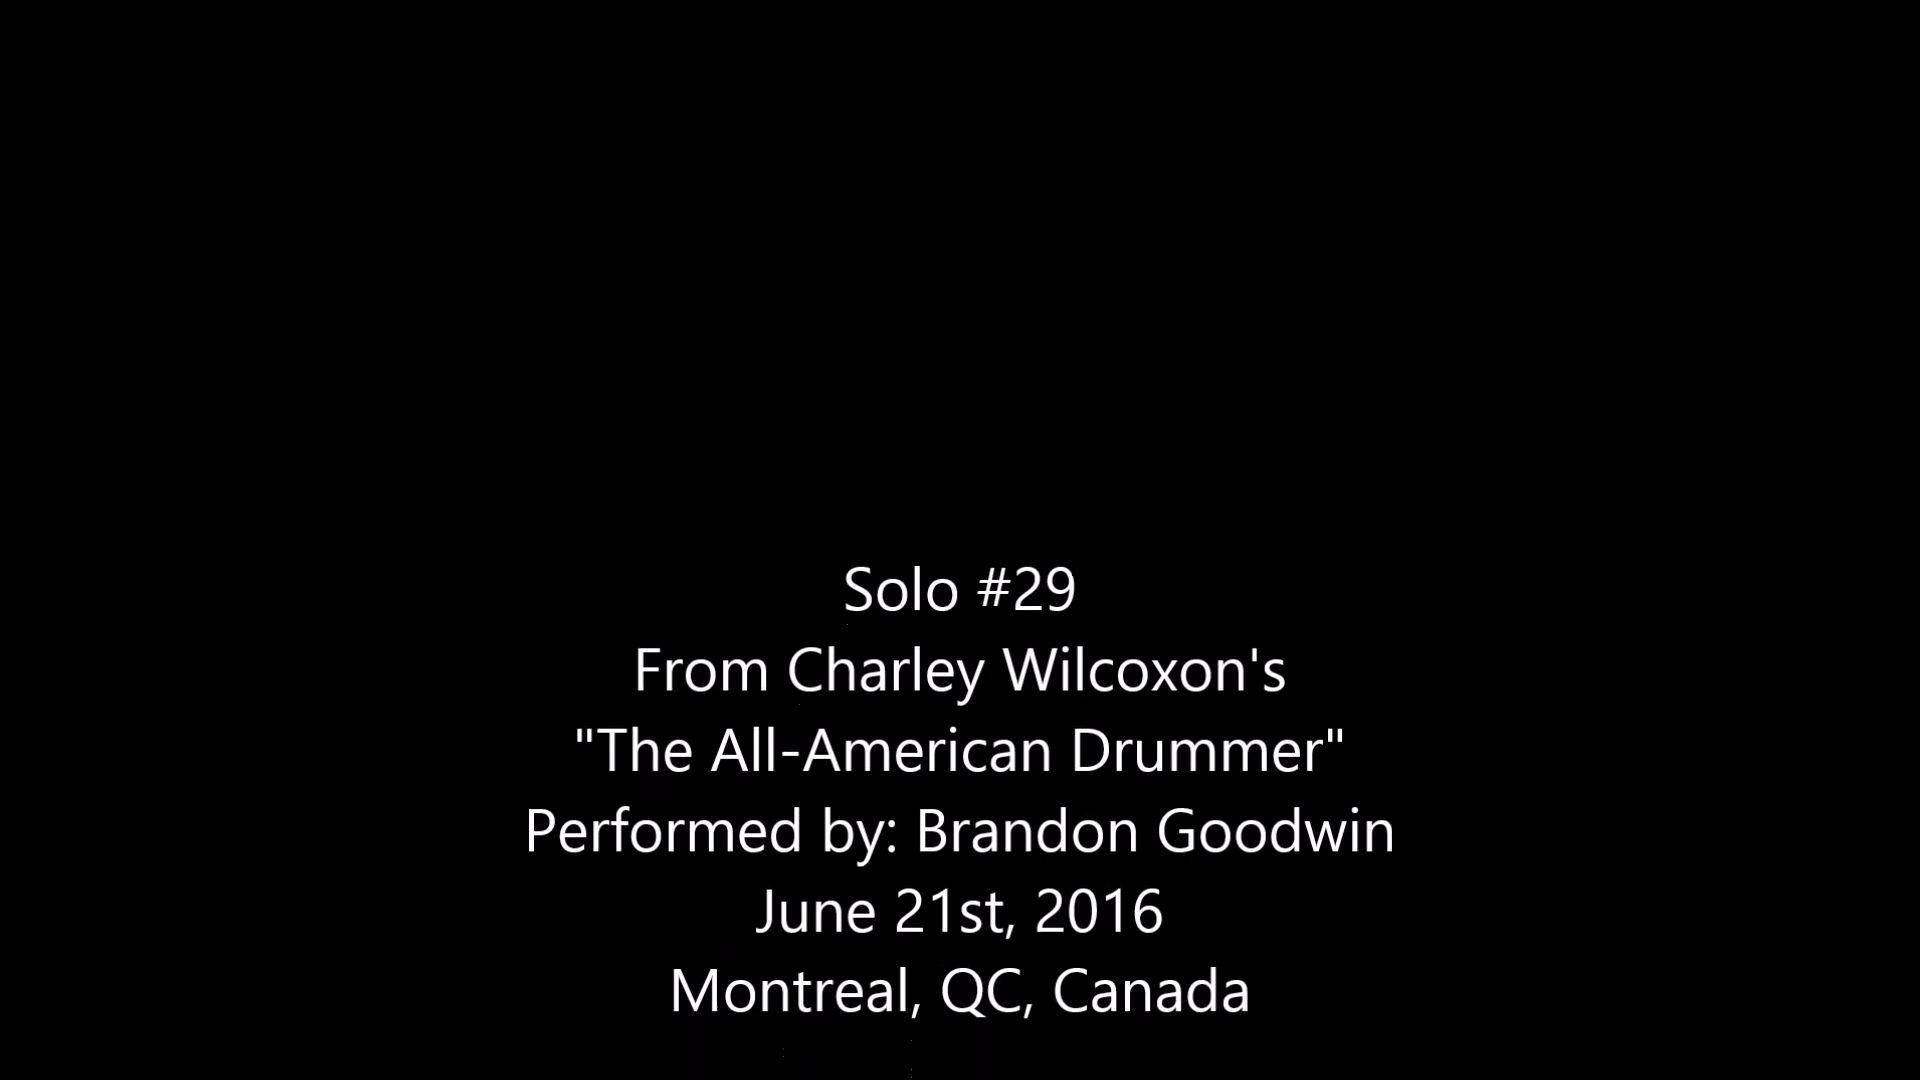 Solo #29
From Charley Wilcoxon's
"The All-American Drummer"
Performed by: Brandon Goodwin
June 21st, 2016
Montreal, QC, Canada